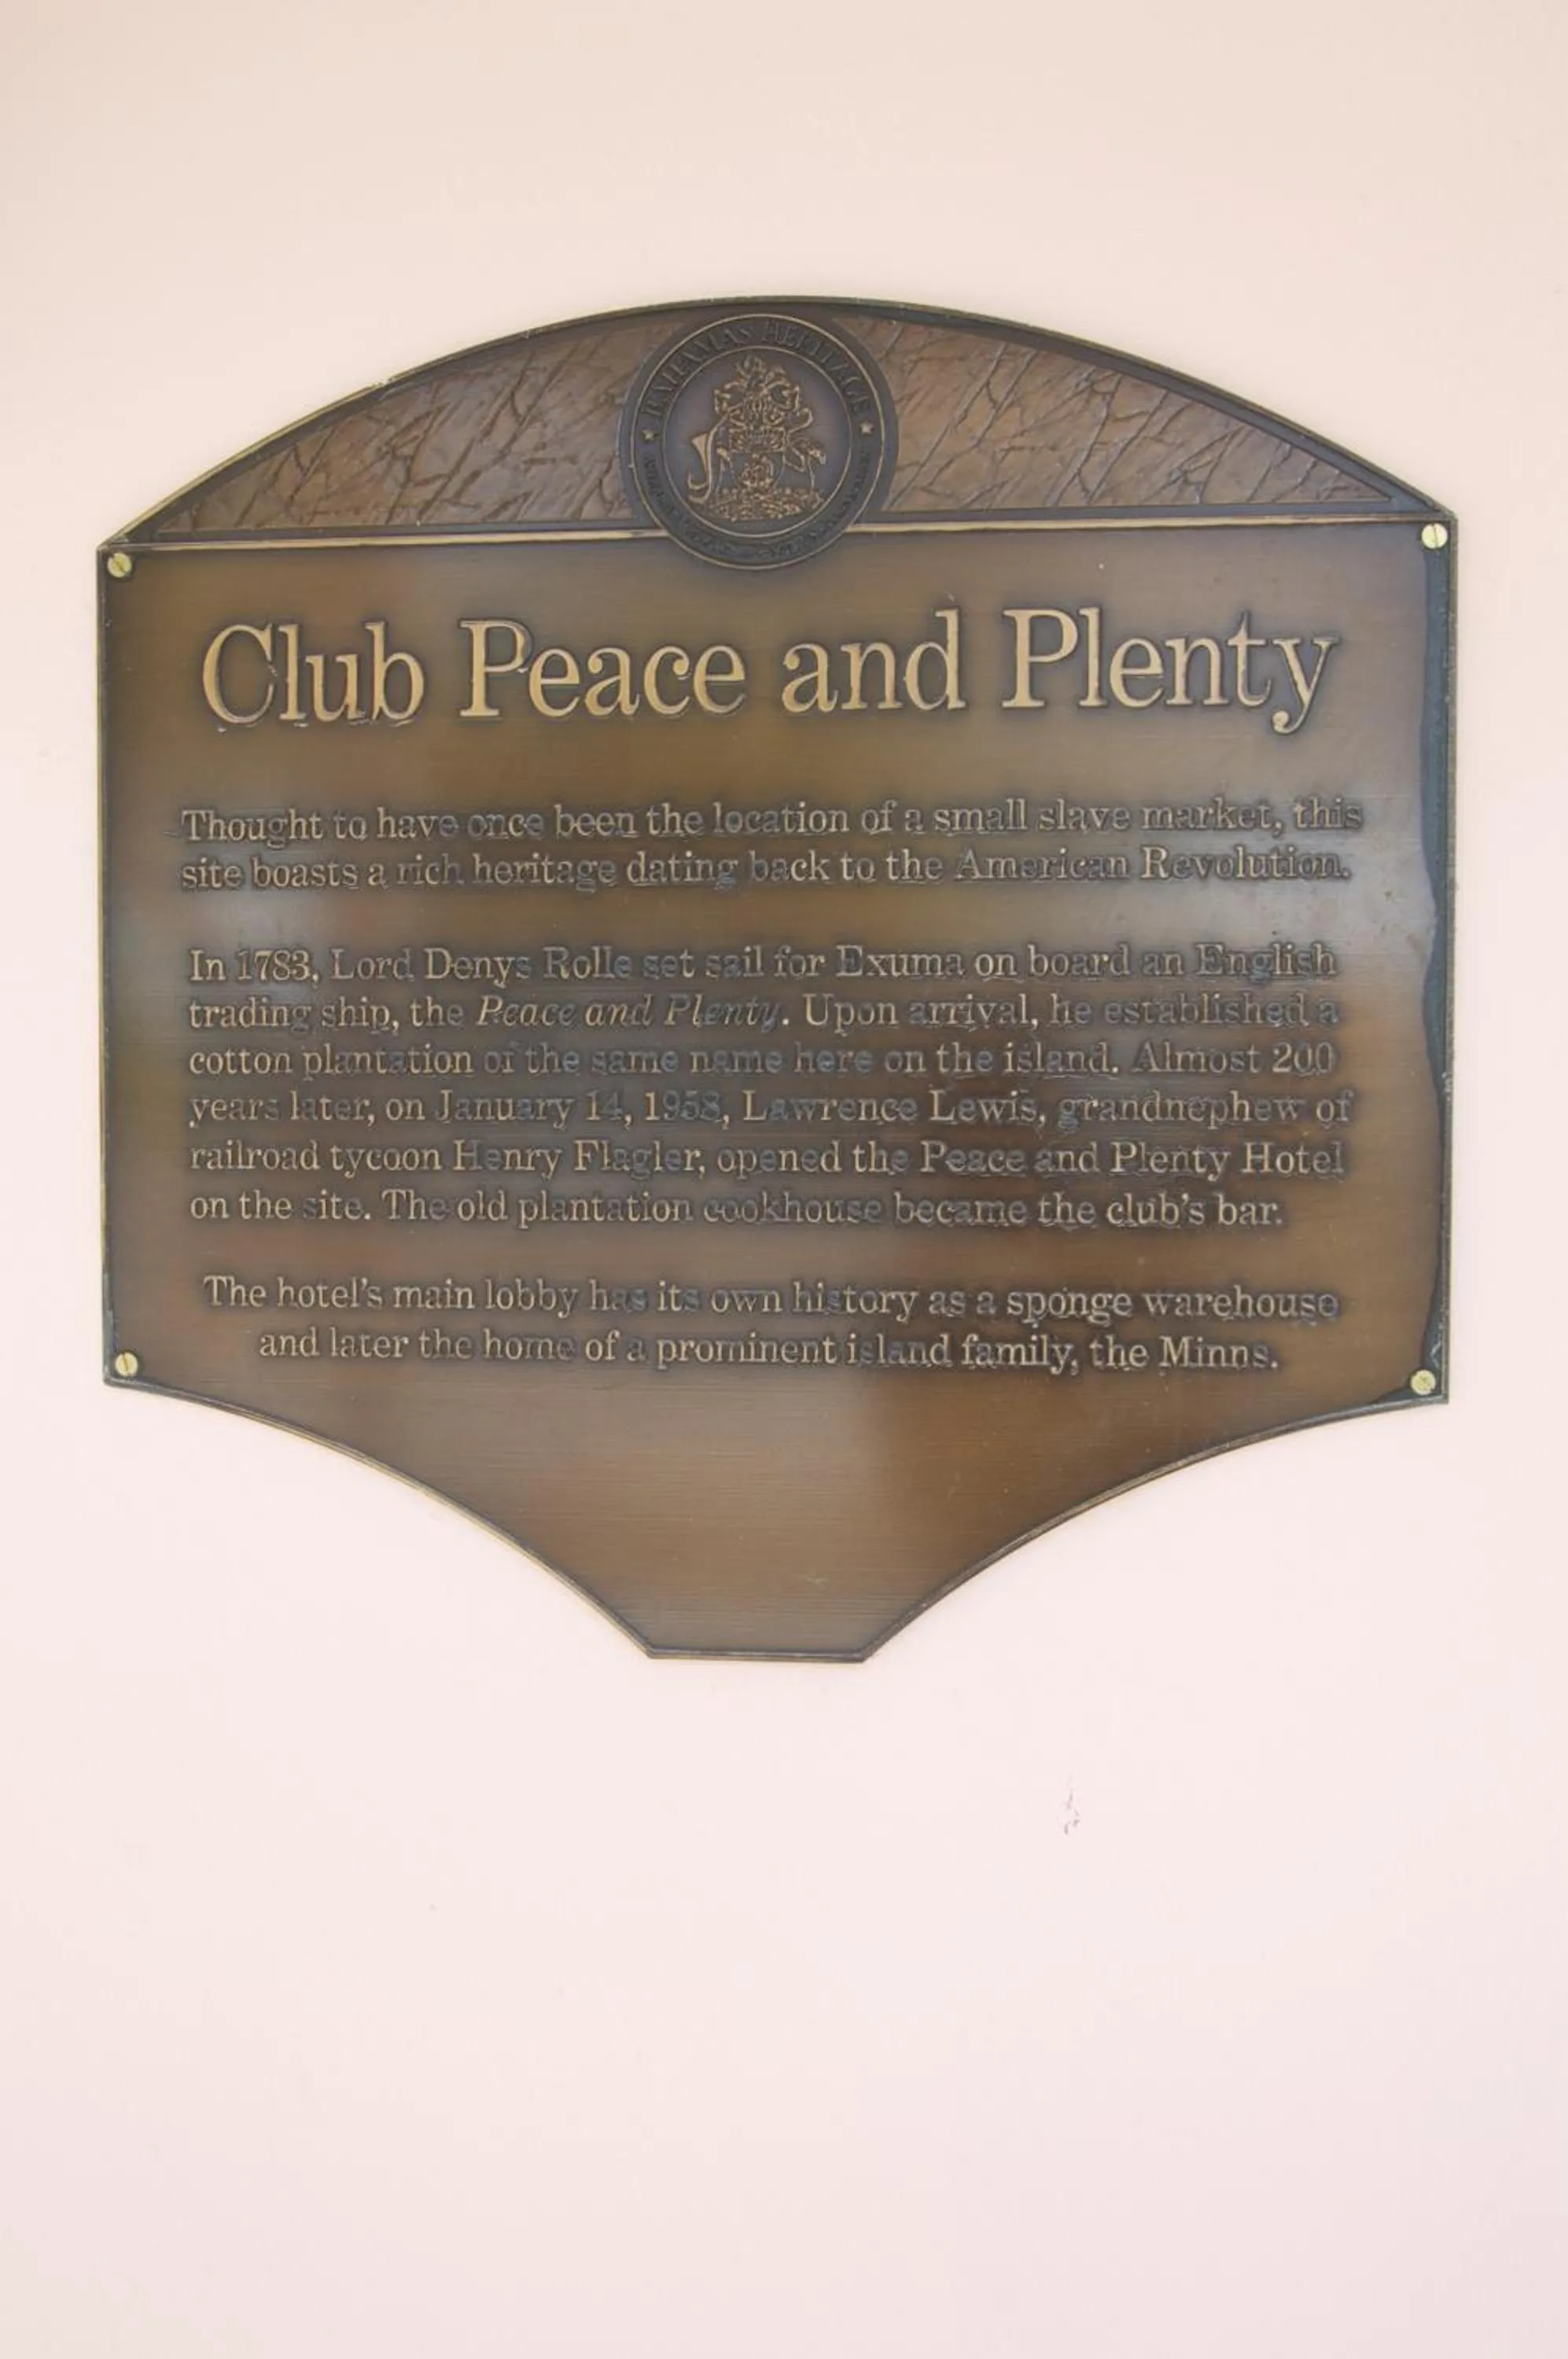 BAHAMAS HERITAGE
Club Peace and Plenty
Thought to have once been the location of a small slave market, this
site boasts a rich heritage dating back to the American Revolution.
In 1783, Lord Denys Rolle set sail for Exuma on board an English
trading ship, the Peace and Plenty. Upon arrival, he established a
cotton plantation of the same name here on the island. Almost 200
years later, on January 14, 1958, Lawrence Lewis, grandnephew of
railroad tycoon Henry Flagler, opened the Peace and Plenty Hotel
on the site. The old plantation cookhouse became the club's bar.
The hotel's main lobby has its own history as a sponge warehouse
and later the home of a prominent island family, the Minns.